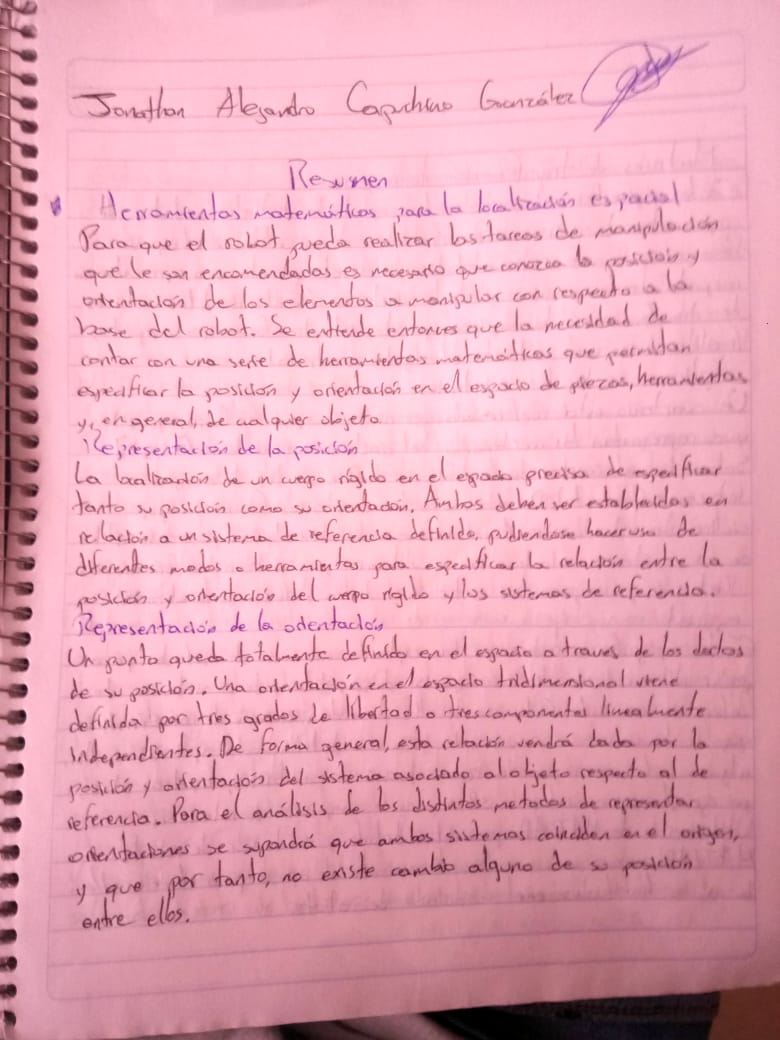 Jonathan Alejandro Capuchino González
Resumen
Herramientas matemáticas para la localización espacial
Para que el robot pueda realizar las tareas de manipulación
que le son encomendadas es necesario que conozca la posición y
orientación de los elementos a manipular con respecto a la
base del robot. Se entiende entonces que la necesidad de
contar con una serie de herramientas matemáticas que permitan
especificar la posición y orientación en el espacio de piezas, herramientas
y, en general, de cualquier objeto.
Representación de la posición
La localización de un cuerpo rígido en el espacio precisa de especificar
tanto su posición como su orientación. Ambos deben ser establecidas en
relación a un sistema de referencia definido, pudiendose hacer uso de
diferentes modos o herramientas para especificar la relación entre la
posición y orientación del cuerpo rígido y los sistemas de referencia.
Representación de la orientación
Un punto queda totalmente definido en el espacio a traves de los dactos
de su posición. Una orientación en el espacio tridimensional viene
definida por tres grados de libertad o tres componentes linealmente
independientes. De forma general, esta relación vendrá dada por la
posición y orientación del sistema asociado al objeto respecto al de
referencia. Para el análisis de los distintos metodos de representar
orientaciones se supondrá que ambos sistemas coinciden en el origen,
y que por tanto, no existe cambio alguno de su posición
entre ellos.